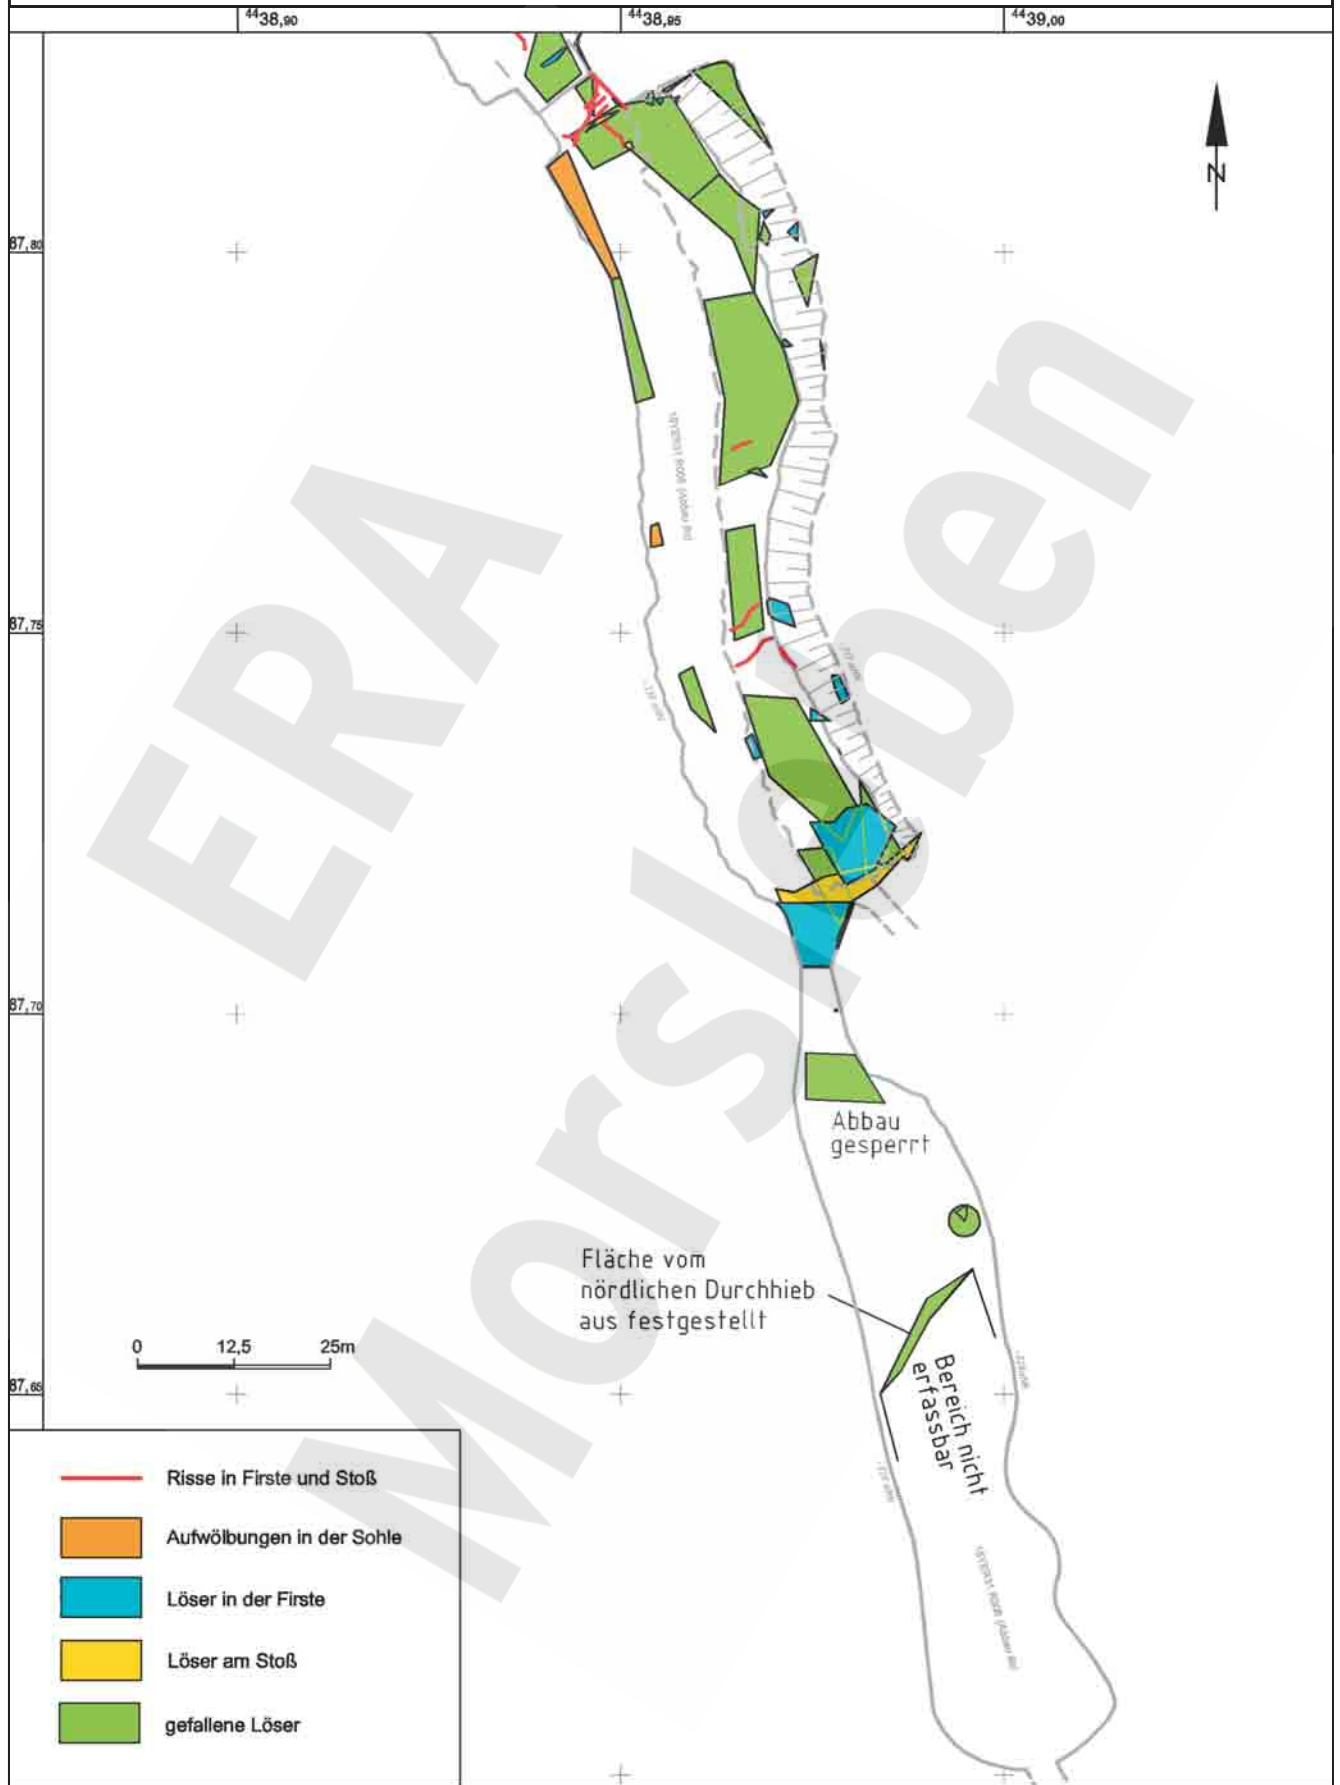 4438,90
4438,95
4439,00
N
87,80
87,75
87,70
87,65
ERA
Morsleben
Abbau
gesperrt
Fläche vom
nördlichen Durchhieb
aus festgestellt
Bereich nicht
erfassbar
0 12,5 25m
Risse in Firste und Stoß
Aufwölbungen in der Sohle
Löser in der Firste
Löser am Stoß
gefallene Löser